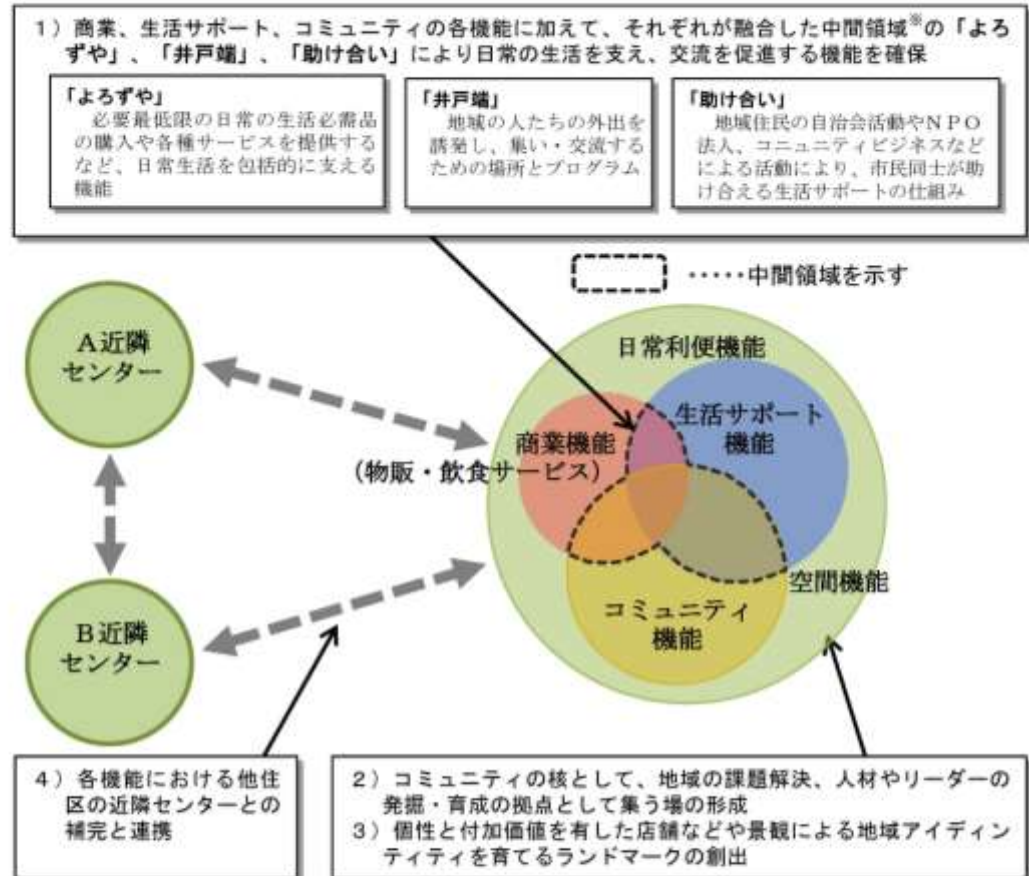 1)商業、生活サポート、コミュニティの各機能に加えて、それぞれが融合した中間領域※の「よろ
ずや」、「井戸端」、「助け合い」により日常の生活を支え、交流を促進する機能を確保
「よろずや」
必要最低限の日常の生活必需品
の購入や各種サービスを提供する
など、日常生活を包括的に支える
機能
「井戸端」
地域の人たちの外出を
誘発し、集い・交流する
ための場所とプログラム
「助け合い」
地域住民の自治会活動やNPO
法人、コニュニティビジネスなど
による活動により、市民同士が助
け合える生活サポートの仕組み
・・・・・中間領域を示す
A近隣
センター
日常利便機能
生活サポート
機能
商業機能
(物販・飲食サービス)
空間機能
コミュニティ
機能
B近隣
センター
4)各機能における他住
区の近隣センターとの
補完と連携
2)コミュニティの核として、地域の課題解決、人材やリーダーの
発掘・育成の拠点として集う場の形成
3)個性と付加価値を有した店舗などや景観による地域アイディン
ティティを育てるランドマークの創出